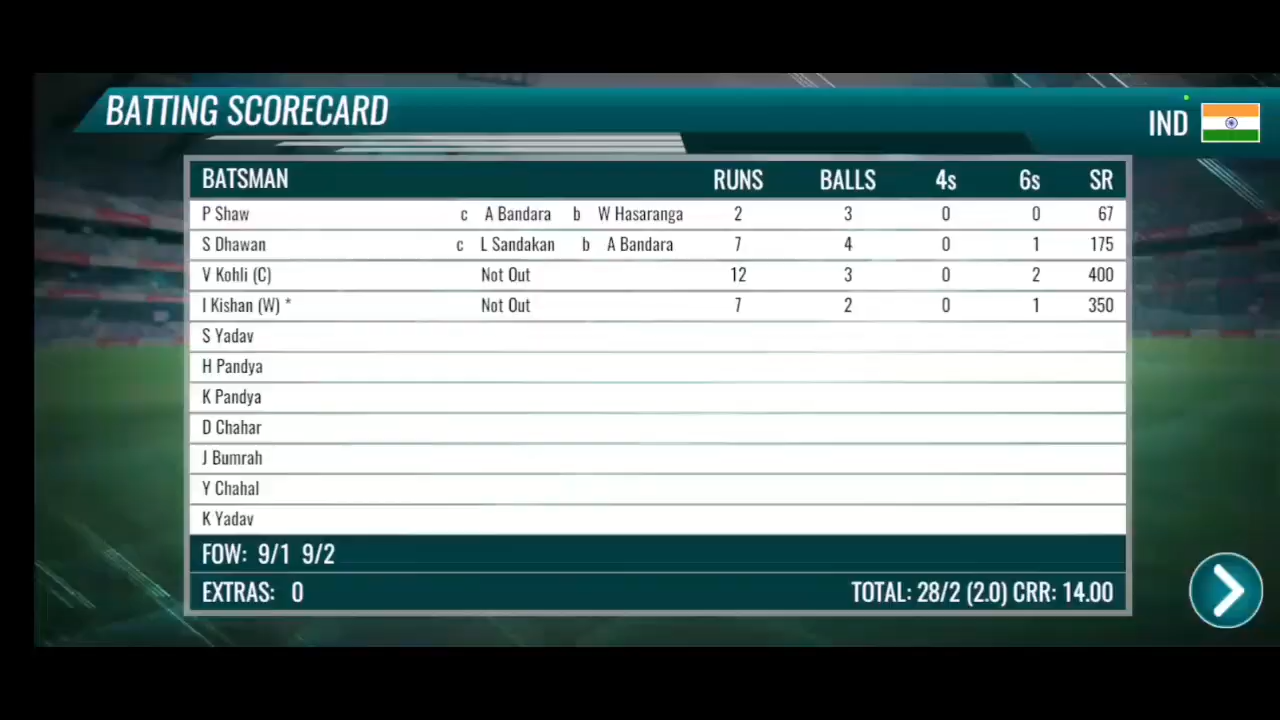 BATTING SCORECARD
IND
BATSMAN RUNS BALLS 4s 6s SR
P Shaw c A Bandara b W Hasaranga 2 3 0 0 67
S Dhawan c L Sandakan b A Bandara 7 4 0 1 175
V Kohli (C) Not Out 12 3 0 2 400
I Kishan (W) * Not Out 7 2 0 1 350
S Yadav
H Pandya
K Pandya
D Chahar
J Bumrah
Y Chahal
K Yadav
FOW: 9/1 9/2
EXTRAS: 0 TOTAL: 28/2 (2.0) CRR: 14.00